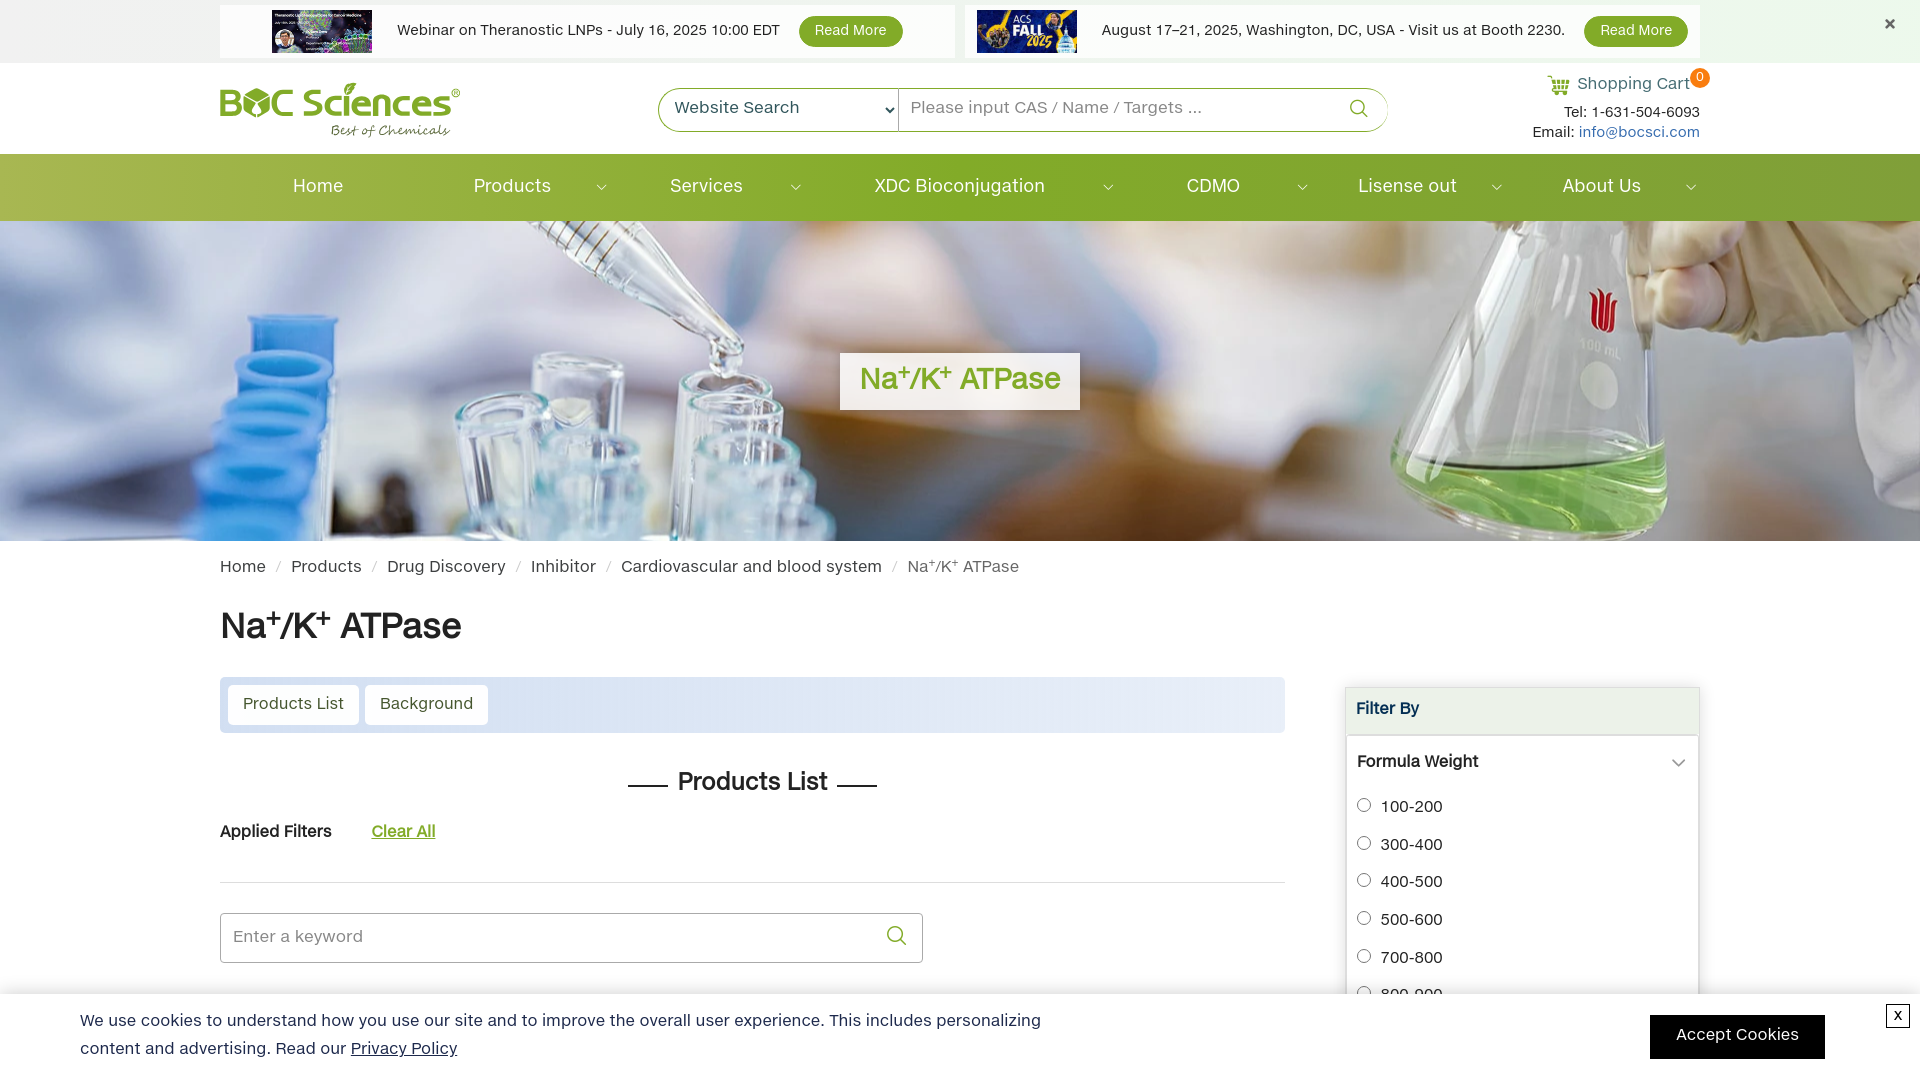 Webinar on Theranostic LNPs - July 16, 2025 10:00 EDT
Read More
ACS
FALL
2025
August 17–21, 2025, Washington, DC, USA - Visit us at Booth 2230.
Read More
×
BOC Sciences®
Best of Chemicals
Website Search
Please input CAS / Name / Targets ...
Shopping Cart
0
Tel: 1-631-504-6093
Email: info@bocsci.com
Home
Products
Services
XDC Bioconjugation
CDMO
Lisense out
About Us
100 mL
Na+/K+ ATPase
Home / Products / Drug Discovery / Inhibitor / Cardiovascular and blood system / Na+/K+ ATPase
Na+/K+ ATPase
Products List
Background
Products List
Applied Filters
Clear All
Enter a keyword
Filter By
Formula Weight
100-200
300-400
400-500
500-600
700-800
800-900
We use cookies to understand how you use our site and to improve the overall user experience. This includes personalizing
content and advertising. Read our Privacy Policy
Accept Cookies
x